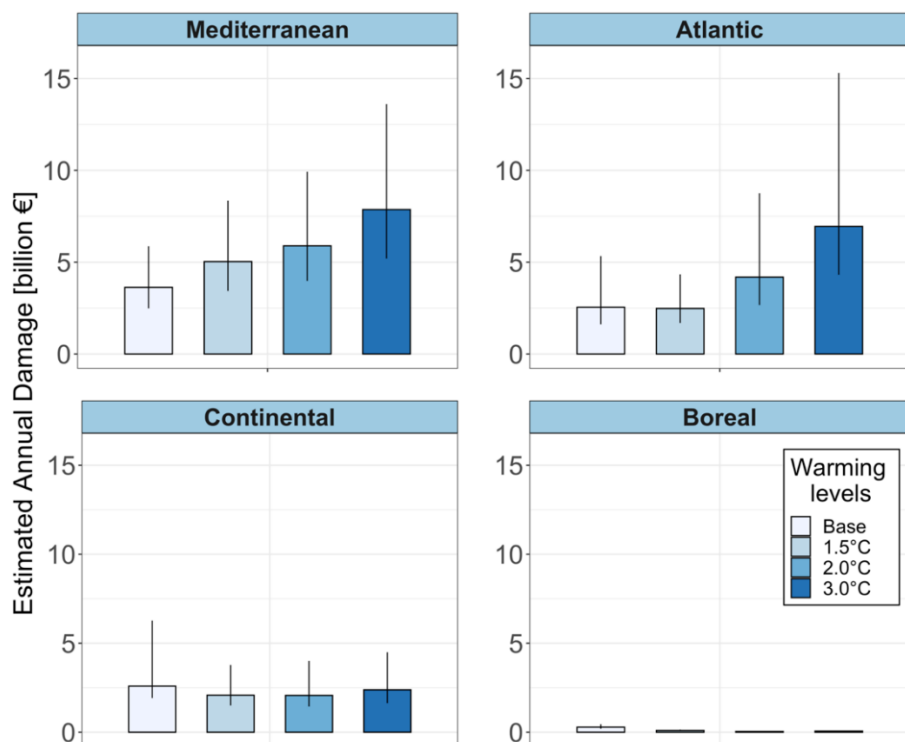 Mediterranean
Atlantic
Estimated Annual Damage [billion €]
15
10
5
0
15
10
5
0
Continental
Boreal
15
10
5
0
15
10
5
0
Warming
levels
Base
1.5°C
2.0°C
3.0°C